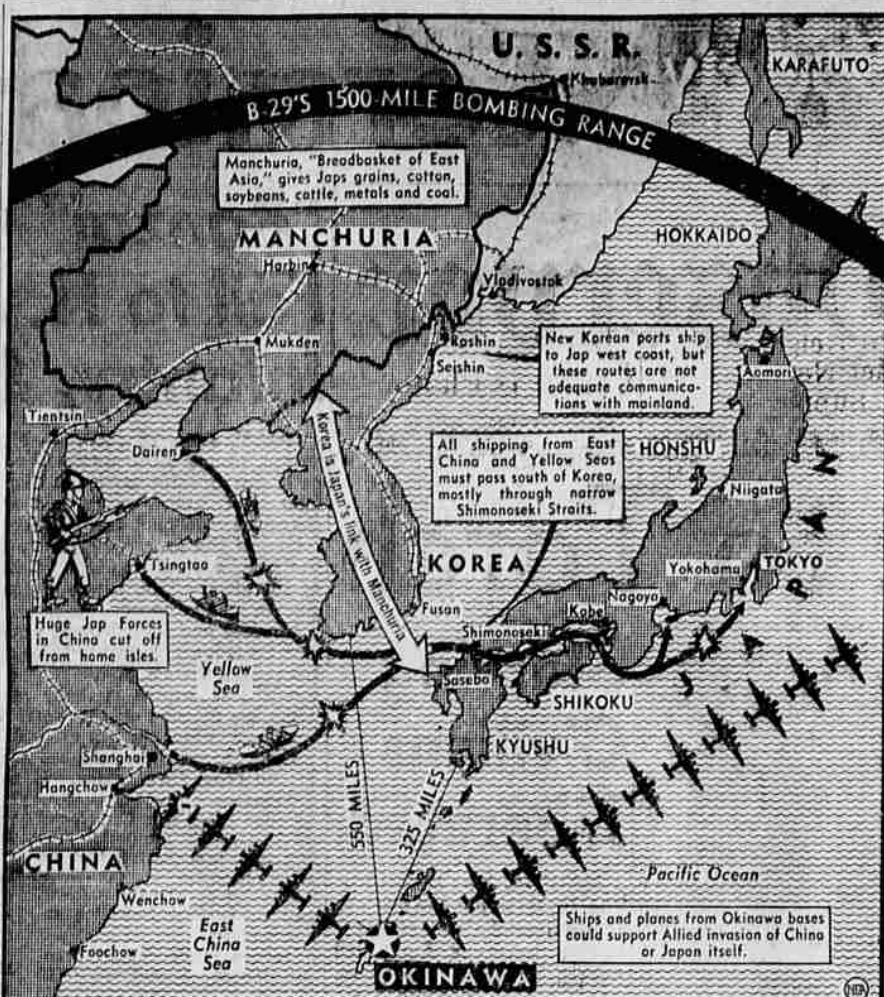 U. S. S. R.
Khabarovsk
KARAFUTO
B-29'S 1500-MILE BOMBING RANGE
Manchuria, "Breadbasket of East
Asia," gives Japs grains, cotton,
soybeans, cattle, metals and coal.
MANCHURIA
HOKKAIDO
Harbin
Vladivostok
Mukden
Rashin
Seishin
New Korean ports ship
to Jap west coast, but
these routes are not
adequate communica-
tions with mainland.
Aomori
Tientsin
Dairen
Korea is Japan's link with Manchuria
All shipping from East
China and Yellow Seas
must pass south of Korea,
mostly through narrow
Shimonoseki Straits.
HONSHU
Niigata
Tsingtao
KOREA
Yokohama
TOKYO
JAPAN
Nagoya
Kobe
Fusan
Shimonoseki
Huge Jap Forces
in China cut off
from home isles.
Yellow
Sea
Sasebo
SHIKOKU
KYUSHU
Shanghai
Hangchow
550 MILES
325 MILES
CHINA
Pacific Ocean
Wenchow
East
China
Sea
Ships and planes from Okinawa bases
could support Allied invasion of China
or Japan itself.
Foochow
OKINAWA
NEA